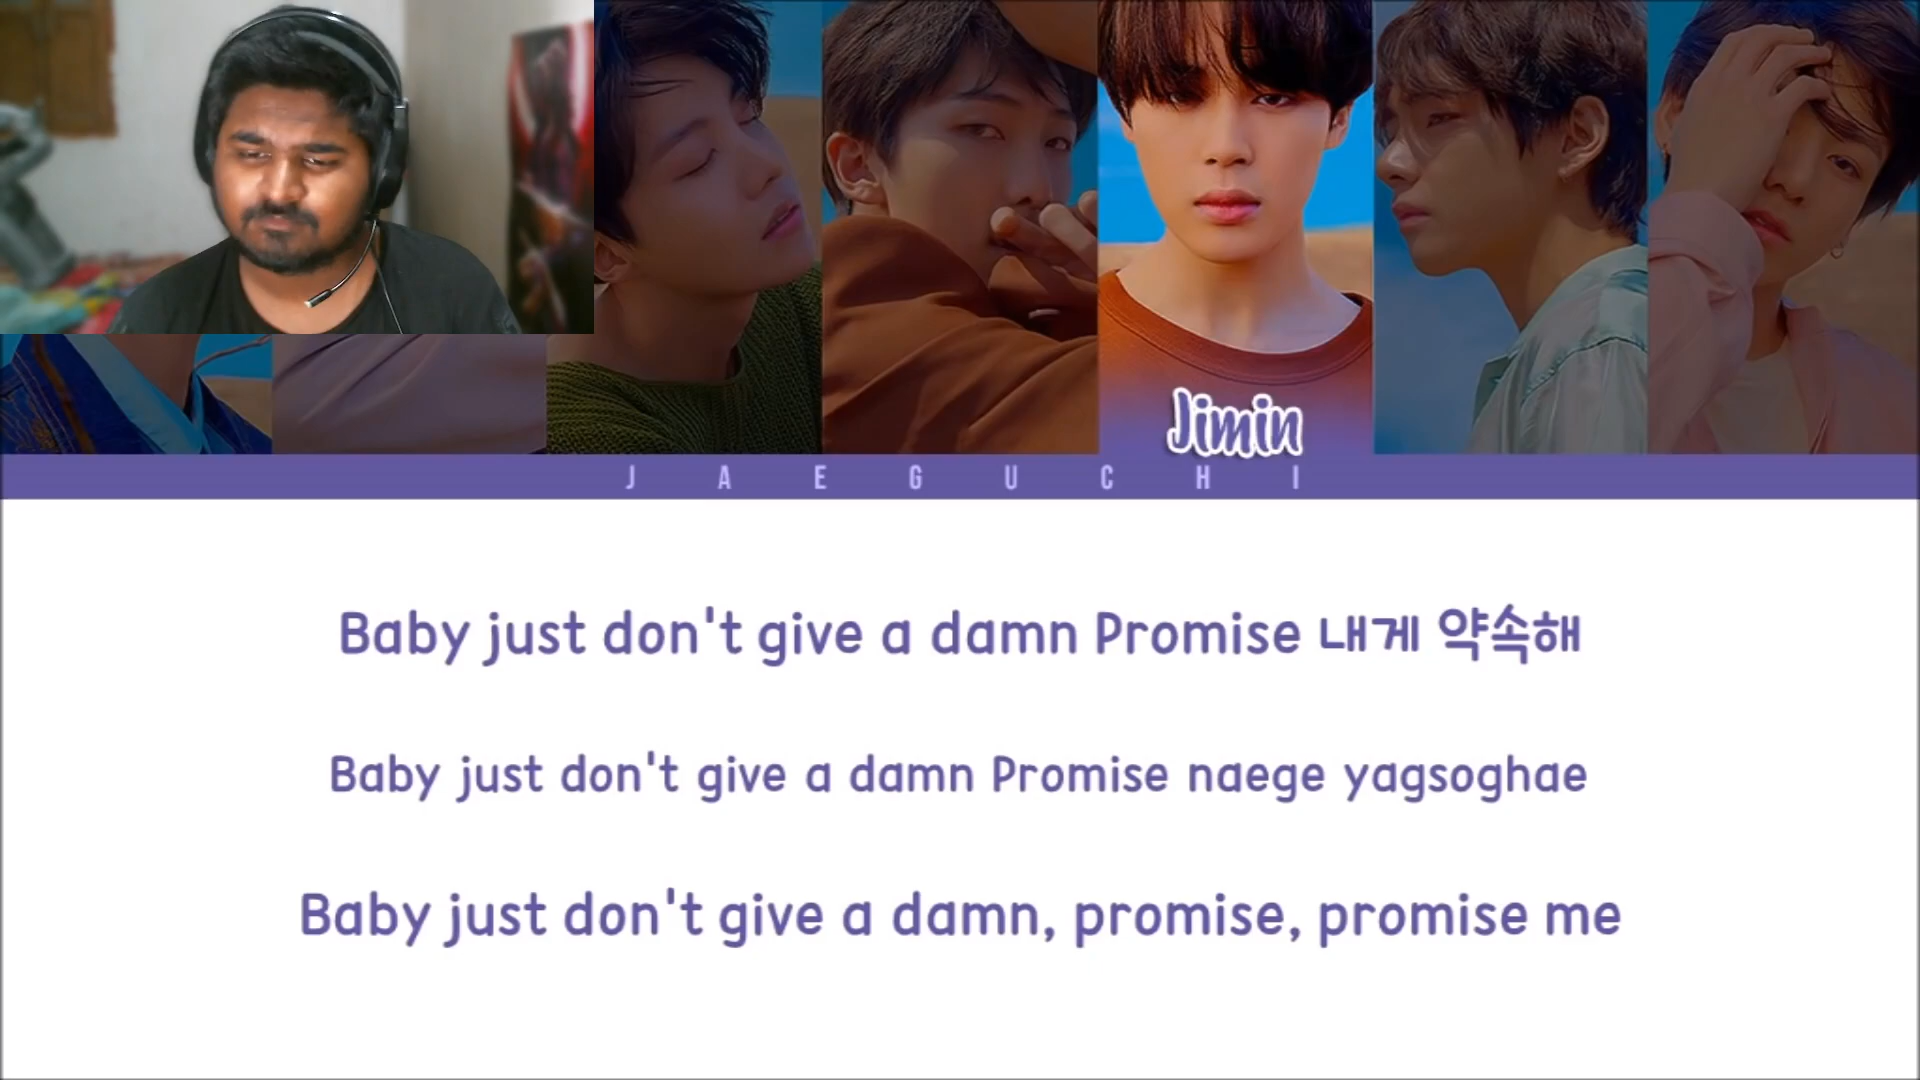 Jimin
JAEGUCHI
Baby just don't give a damn Promise 내게 약속해
Baby just don't give a damn Promise naege yagsoghae
Baby just don't give a damn, promise, promise me